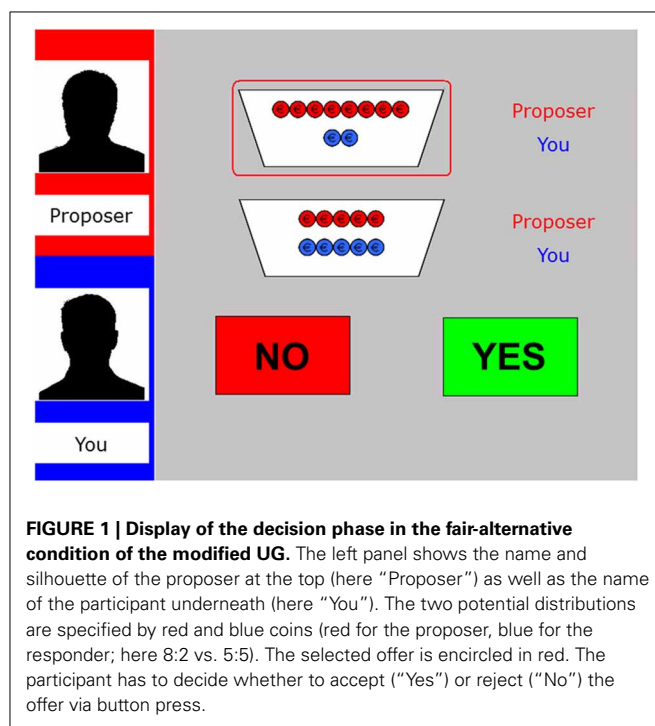 Proposer
You
Proposer
You
Proposer
You
€€€€€€€€
€€
€€€€€
€€€€€
NO
YES
FIGURE 1 | Display of the decision phase in the fair-alternative
condition of the modified UG. The left panel shows the name and
silhouette of the proposer at the top (here “Proposer”) as well as the name
of the participant underneath (here “You”). The two potential distributions
are specified by red and blue coins (red for the proposer, blue for the
responder; here 8:2 vs. 5:5). The selected offer is encircled in red. The
participant has to decide whether to accept (“Yes”) or reject (“No”) the
offer via button press.